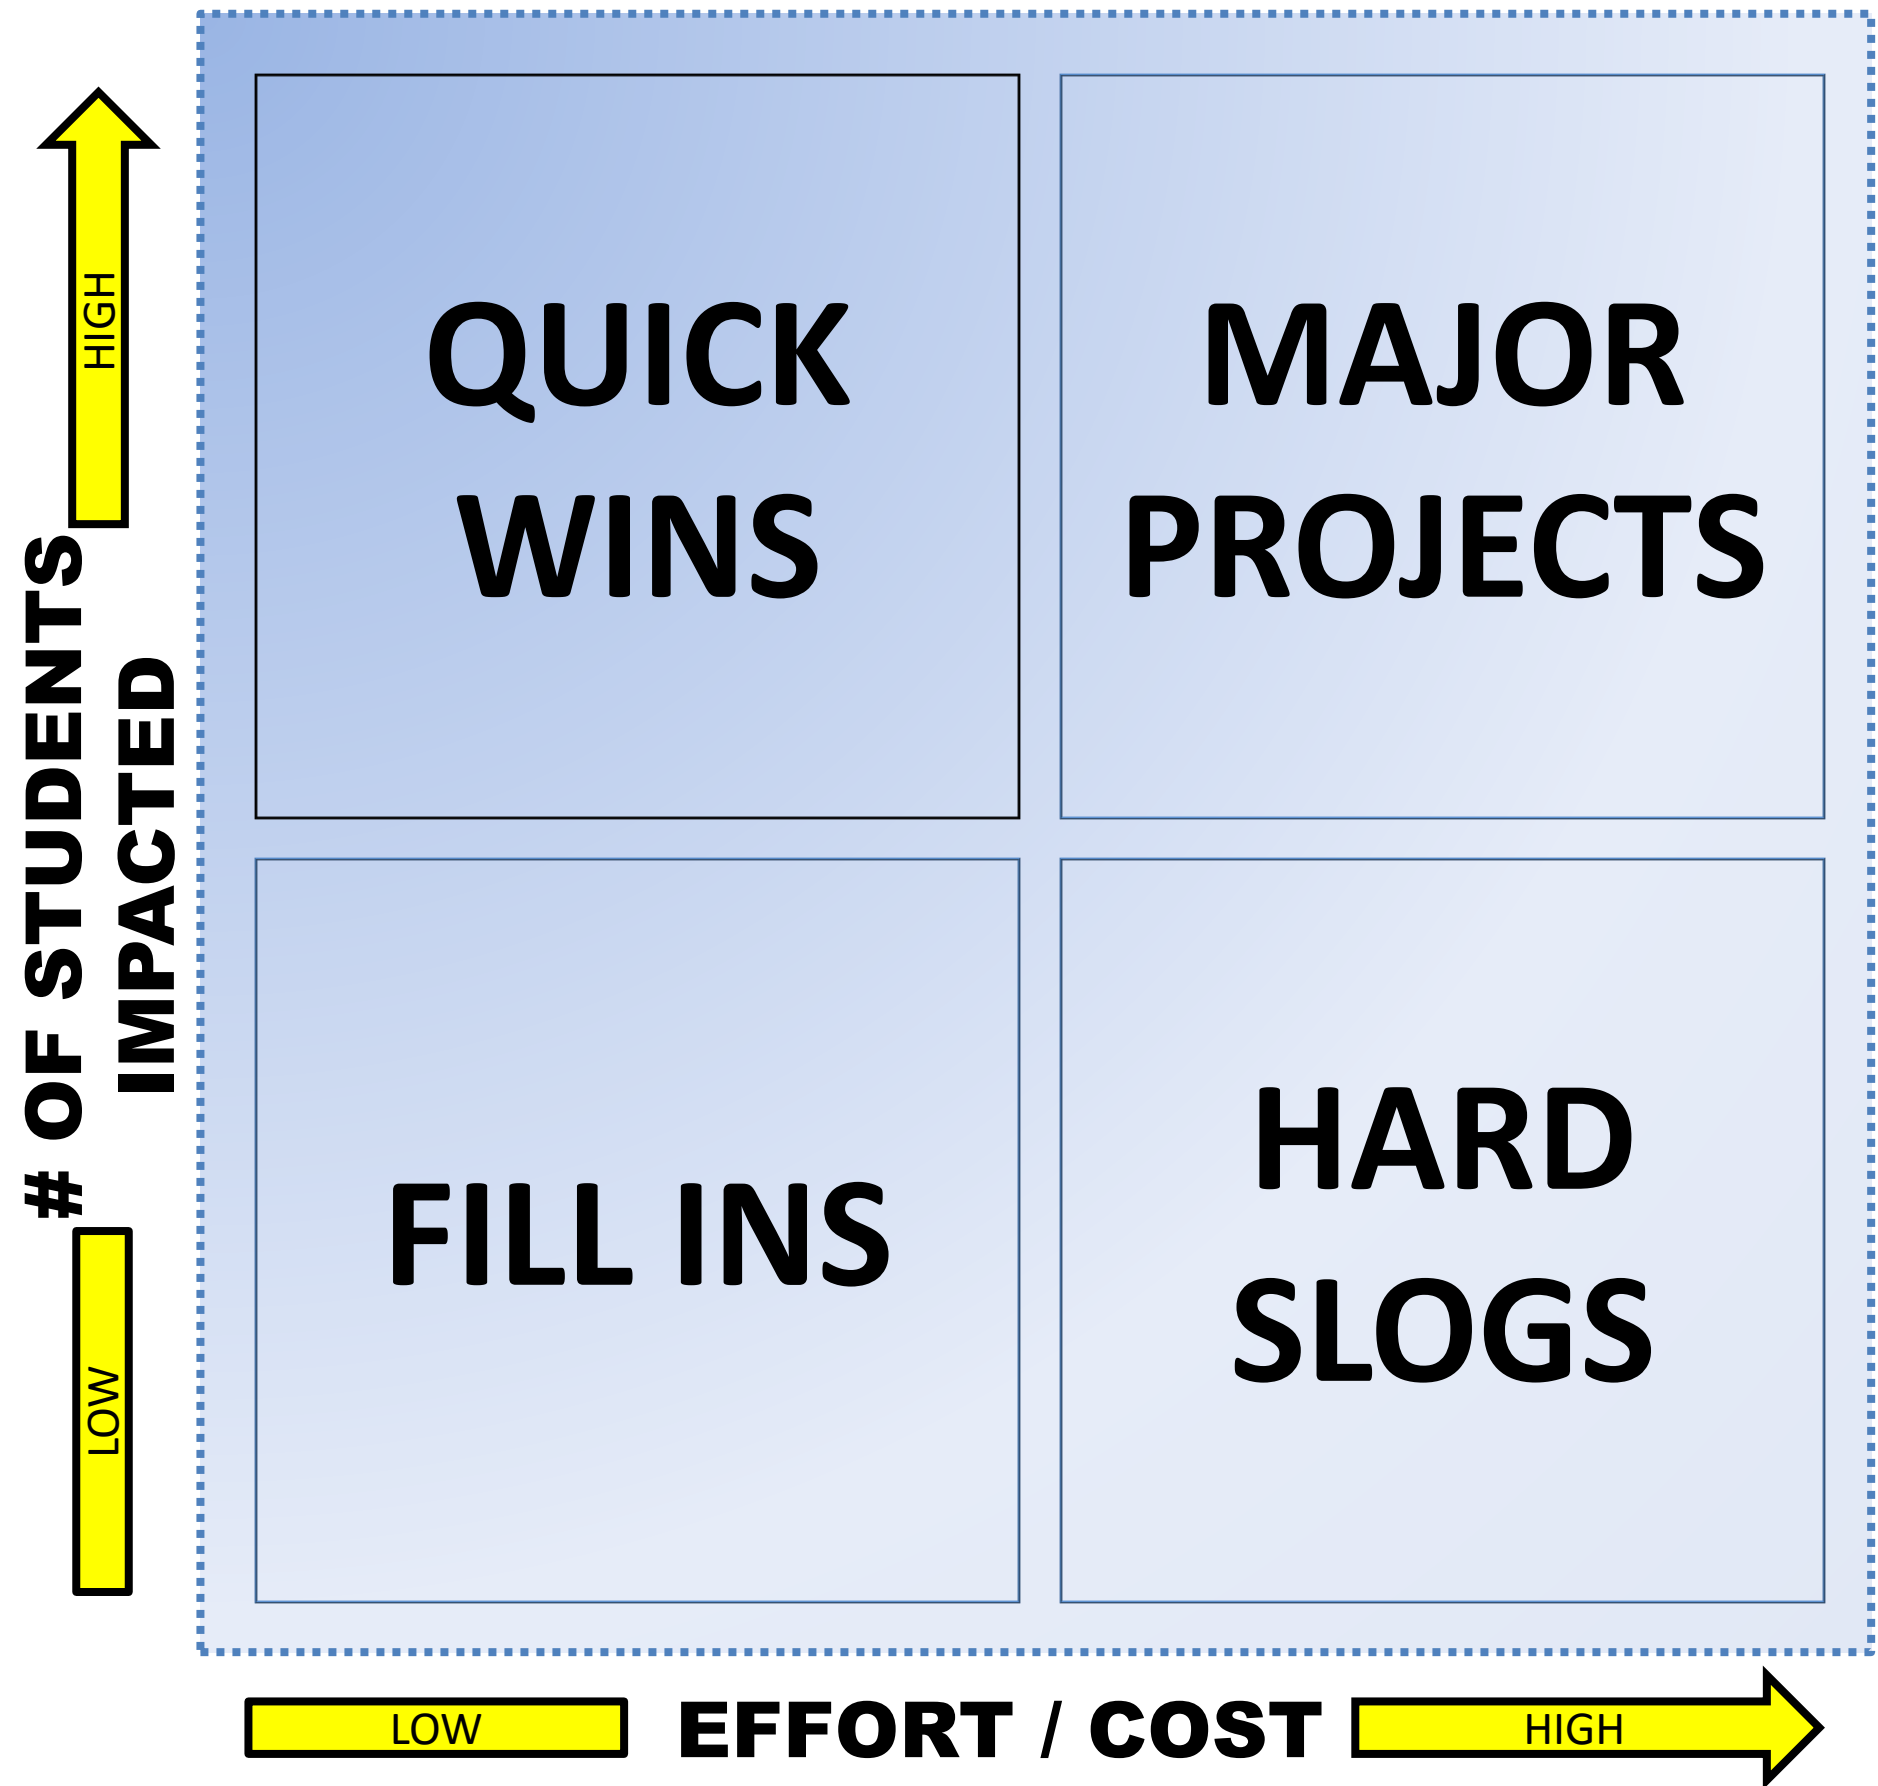 HIGH
# OF STUDENTS
IMPACTED
LOW
QUICK
WINS
MAJOR
PROJECTS
FILL INS
HARD
SLOGS
LOW
EFFORT / COST
HIGH